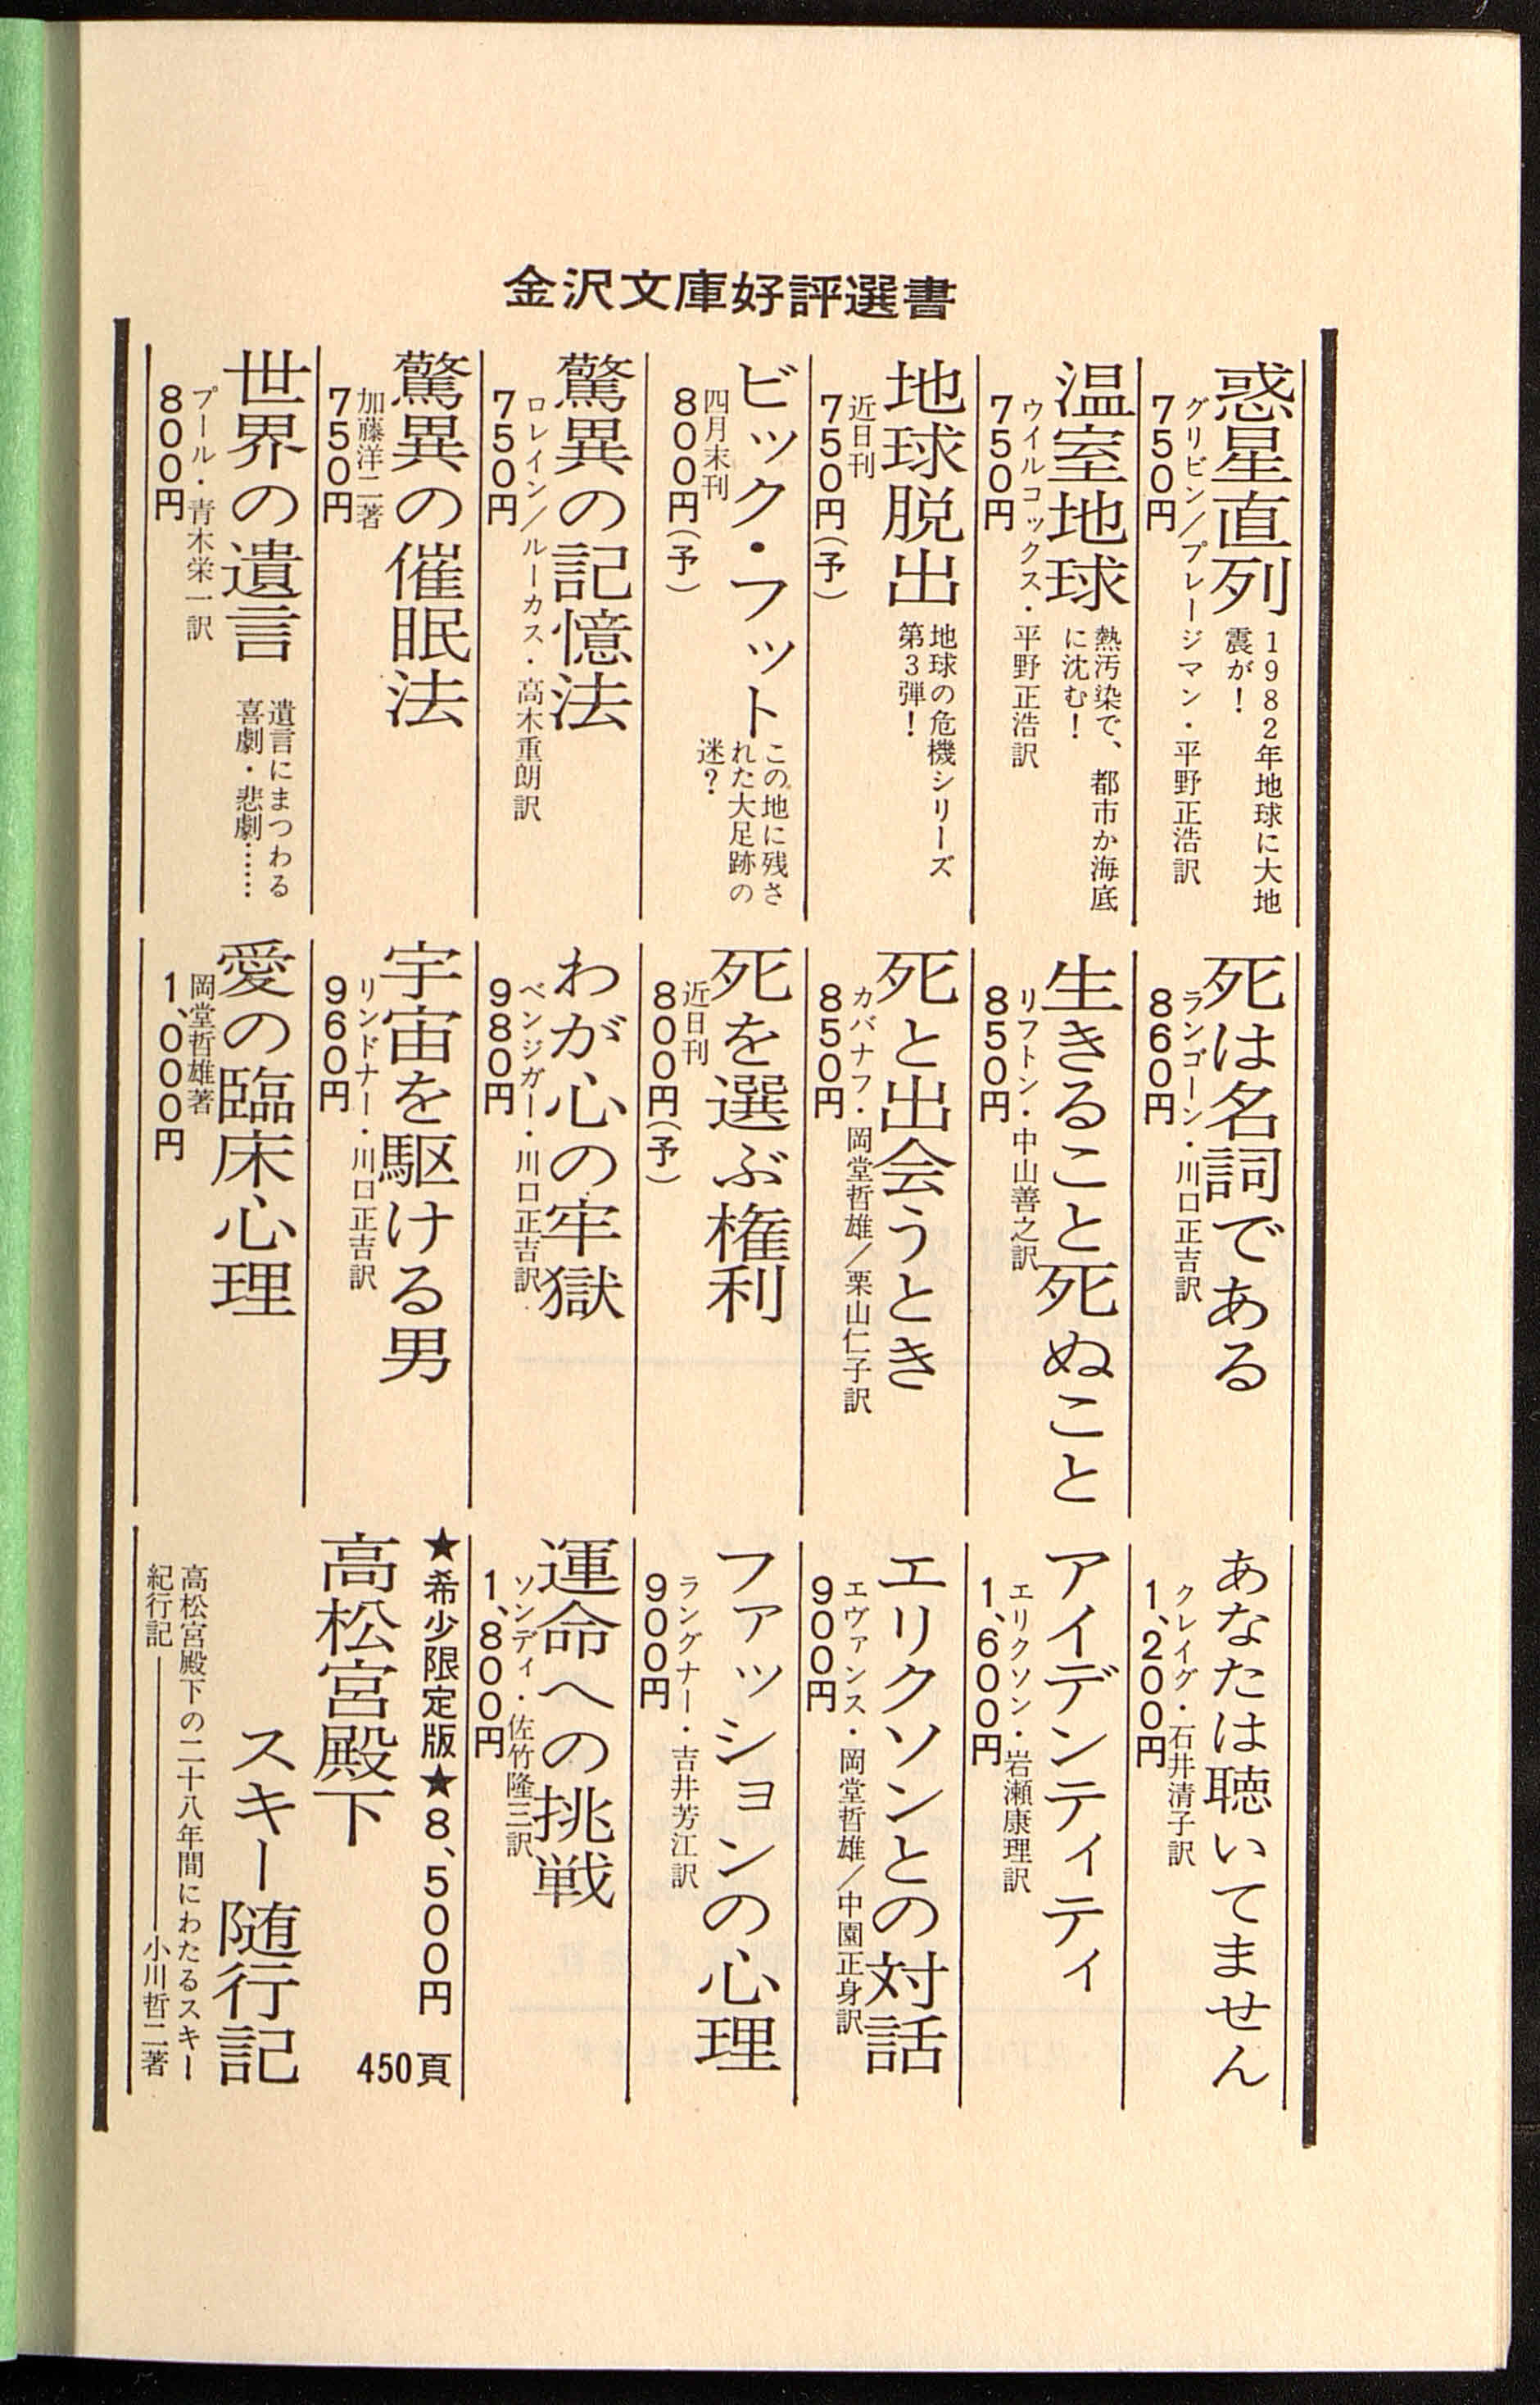 金沢文庫好評選書
惑星直列
1982年地球に大地
震が！
グリビン／プレージマン・平野正浩訳
750円
温室地球
熱汚染で、都市か海底
に沈む！
ウイルコックス・平野正浩訳
750円
地球脱出
地球の危機シリーズ
第3弾！
近日刊
750円（予）
ビック・フット
この地に残さ
れた大足跡の
迷？
四月末刊
800円（予）
驚異の記憶法
ロレイン／ルーカス・高木重朗訳
750円
驚異の催眠法
加藤洋二著
750円
世界の遺言
遺言にまつわる
喜劇・悲劇……
プール・青木栄一訳
800円
死は名詞である
ランゴーン・川口正吉訳
860円
生きること死ぬこと
リフトン・中山善之訳
850円
死と出会うとき
カバナフ・岡堂哲雄／栗山仁子訳
850円
死を選ぶ権利
近日刊
800円（予）
わが心の牢獄
ベンジガー・川口正吉訳
980円
宇宙を駆ける男
リンドナー・川口正吉訳
960円
愛の臨床心理
岡堂哲雄著
1,000円
あなたは聴いてません
クレイグ・石井清子訳
1,200円
アイデンティティ
エリクソン・岩瀬康理訳
1,600円
エリクソンとの対話
エヴァンス・岡堂哲雄／中園正身訳
900円
ファッションの心理
ラングナー・吉井芳江訳
900円
運命への挑戦
ソンディ・佐竹隆三訳
1,800円
★希少限定版★8、500円
450頁
高松宮殿下
スキー随行記
高松宮殿下の二十八年間にわたるスキー
紀行記――――小川哲二著